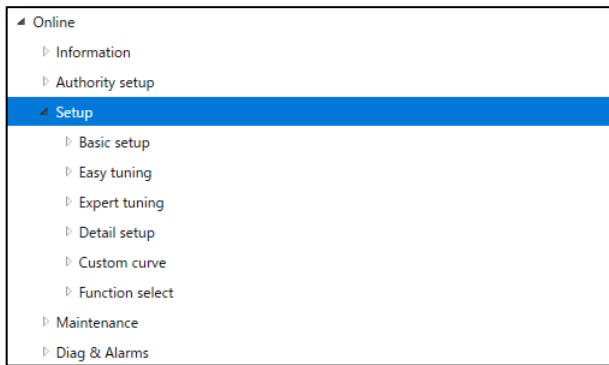 Online
Information
Authority setup
Setup
Basic setup
Easy tuning
Expert tuning
Detail setup
Custom curve
Function select
Maintenance
Diag & Alarms